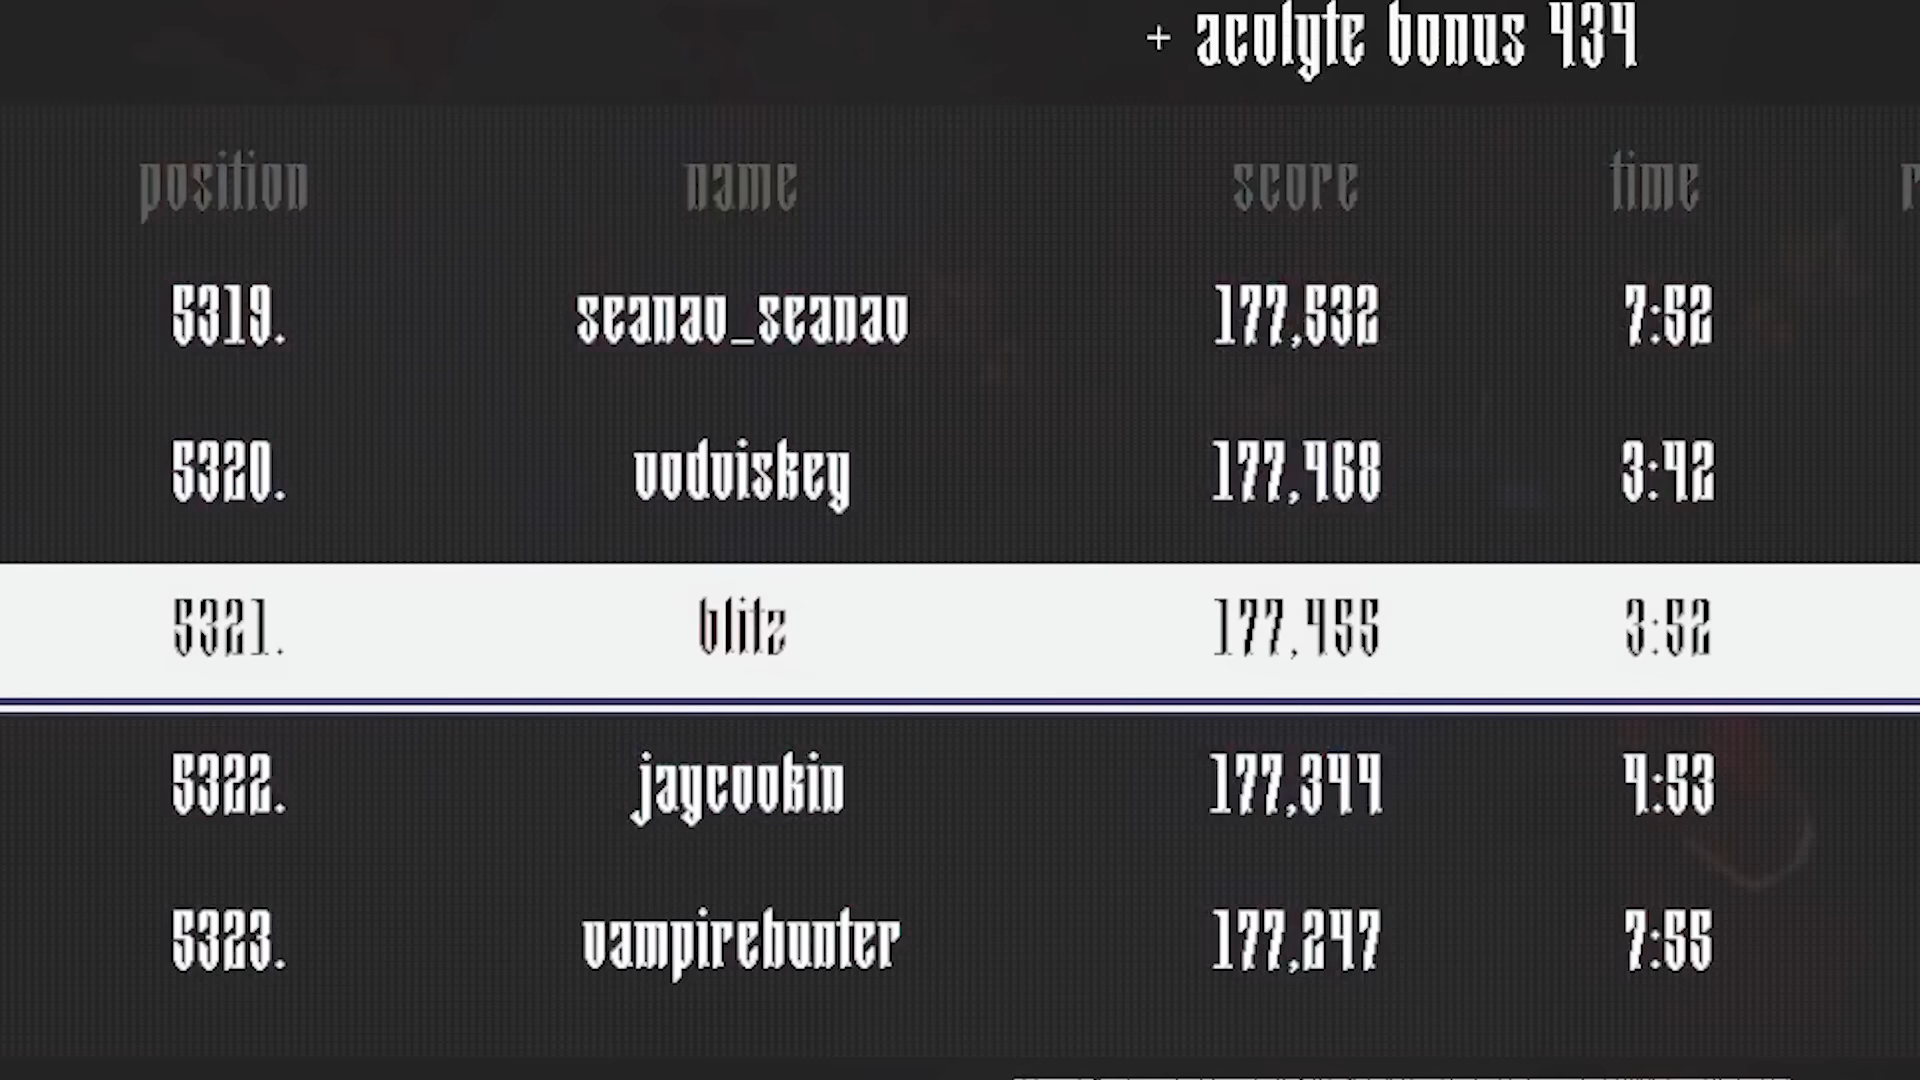 + acolyte bonus 434
position name score time
5319. seanao_seanao 177,532 7:52
5320. vodviskey 177,468 3:42
5321. blitz 177,455 3:52
5322. jaycookin 177,344 4:53
5323. vampirehunter 177,247 7:55